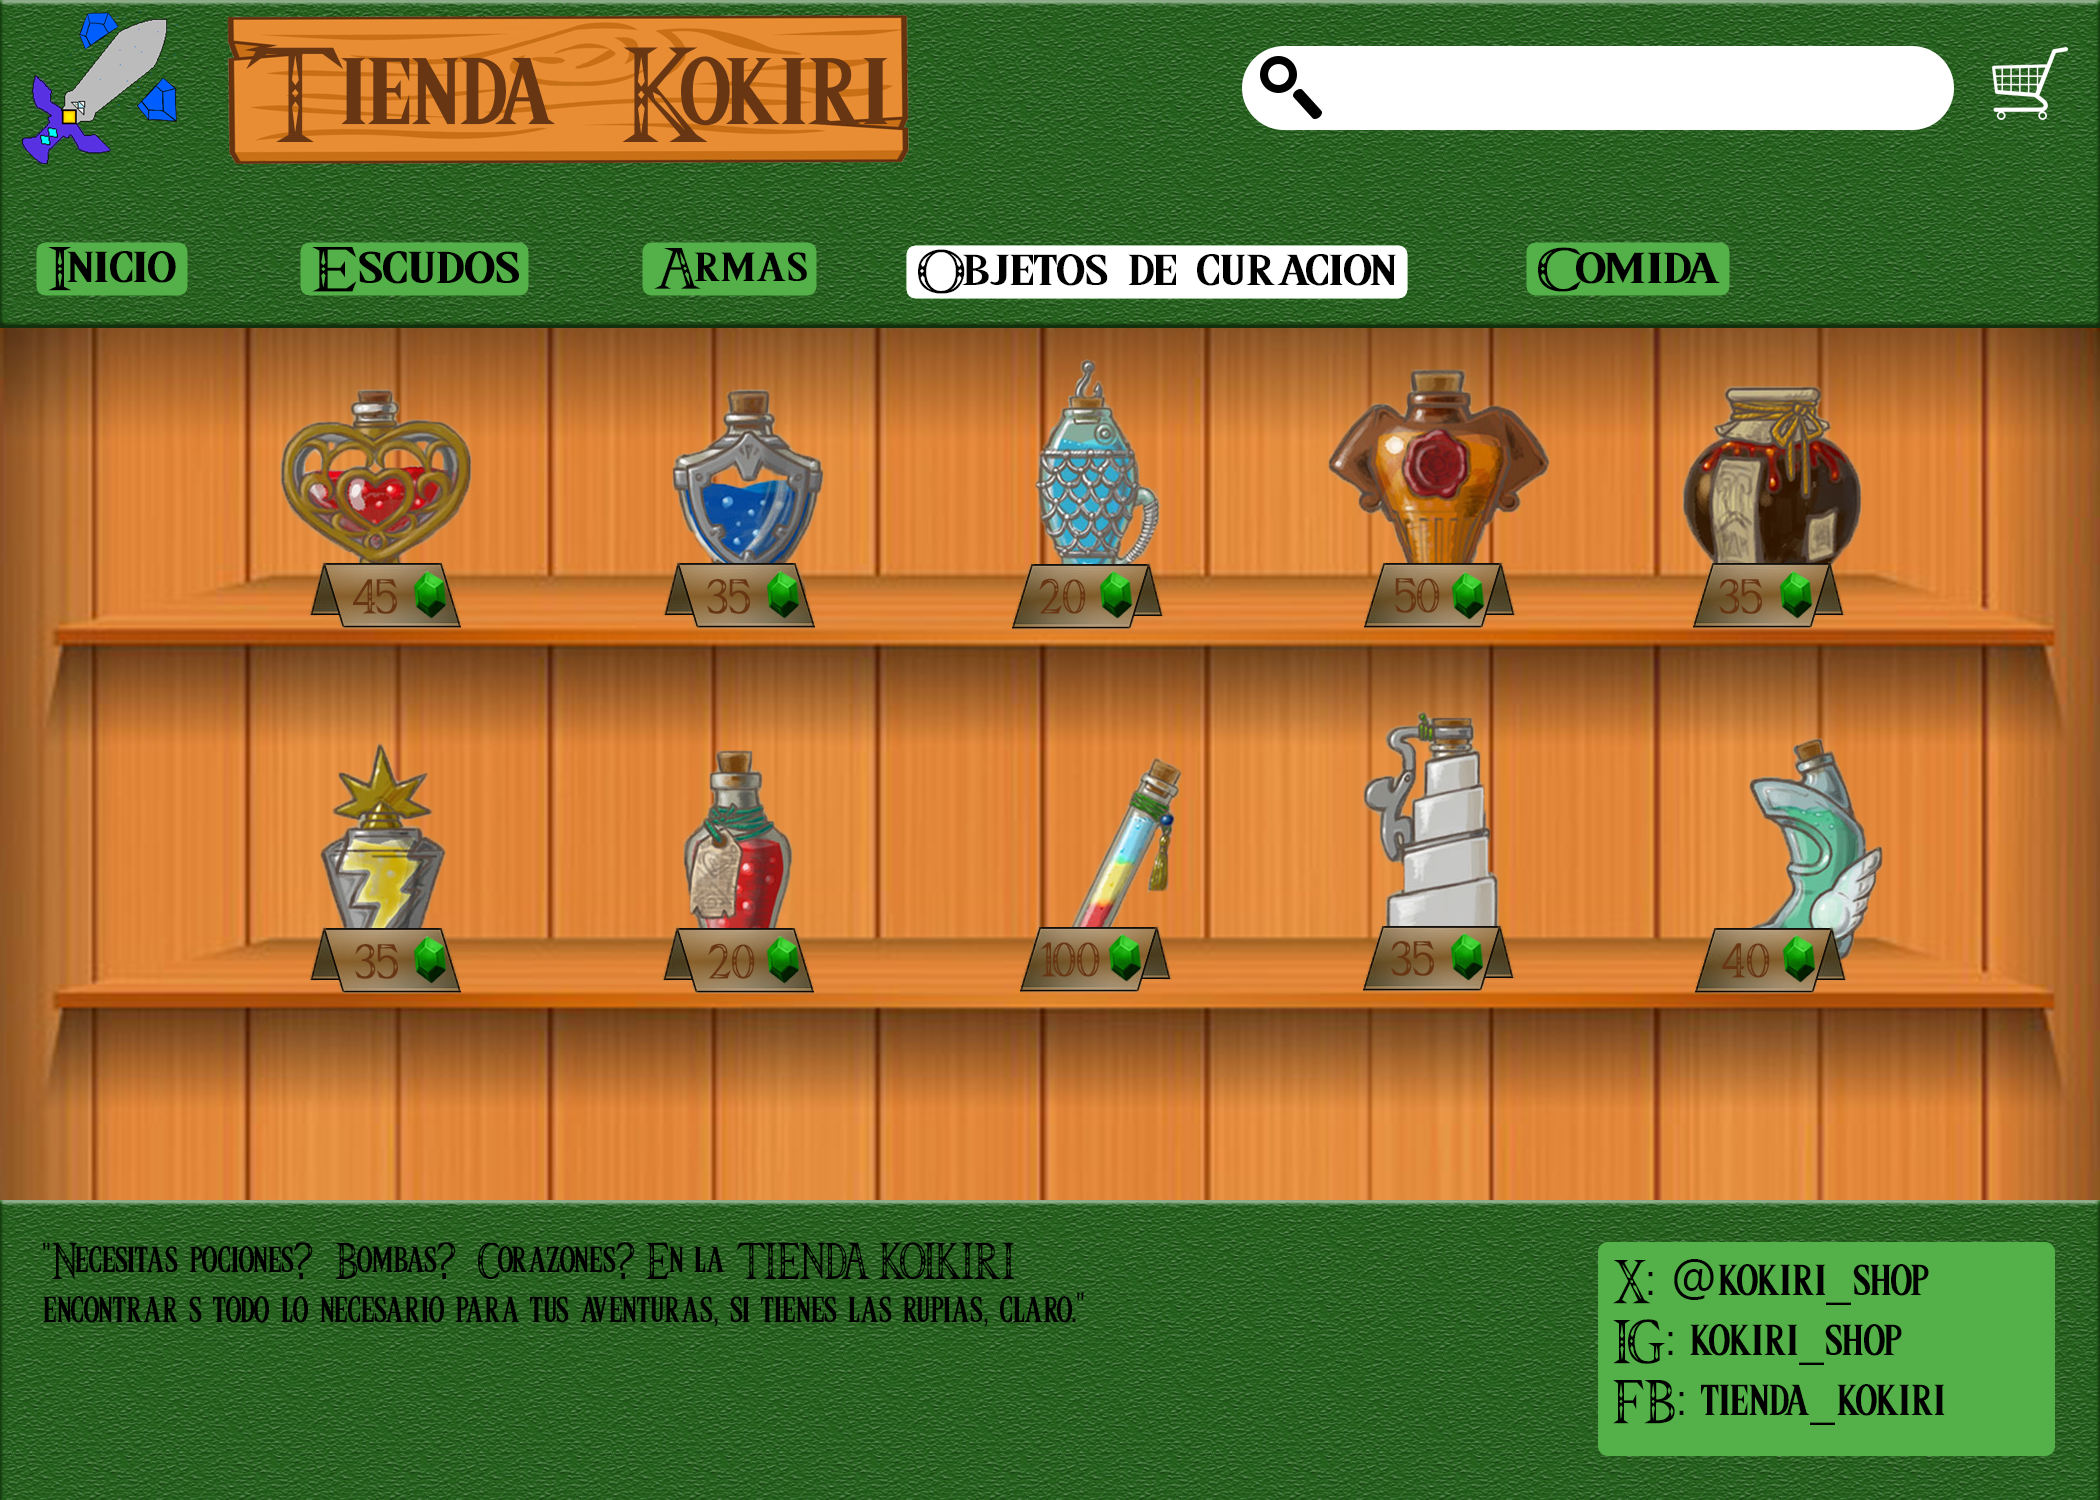 Tienda Kokiri
Inicio
Escudos
Armas
Objetos de curacion
Comida
45
35
20
50
35
35
20
100
35
40
"Necesitas pociones? Bombas? Corazones? En la TIENDA KOIKIRI
encontrar s todo lo necesario para tus aventuras, si tienes las rupias, claro."
X: @kokiri_shop
IG: kokiri_shop
FB: tienda_kokiri